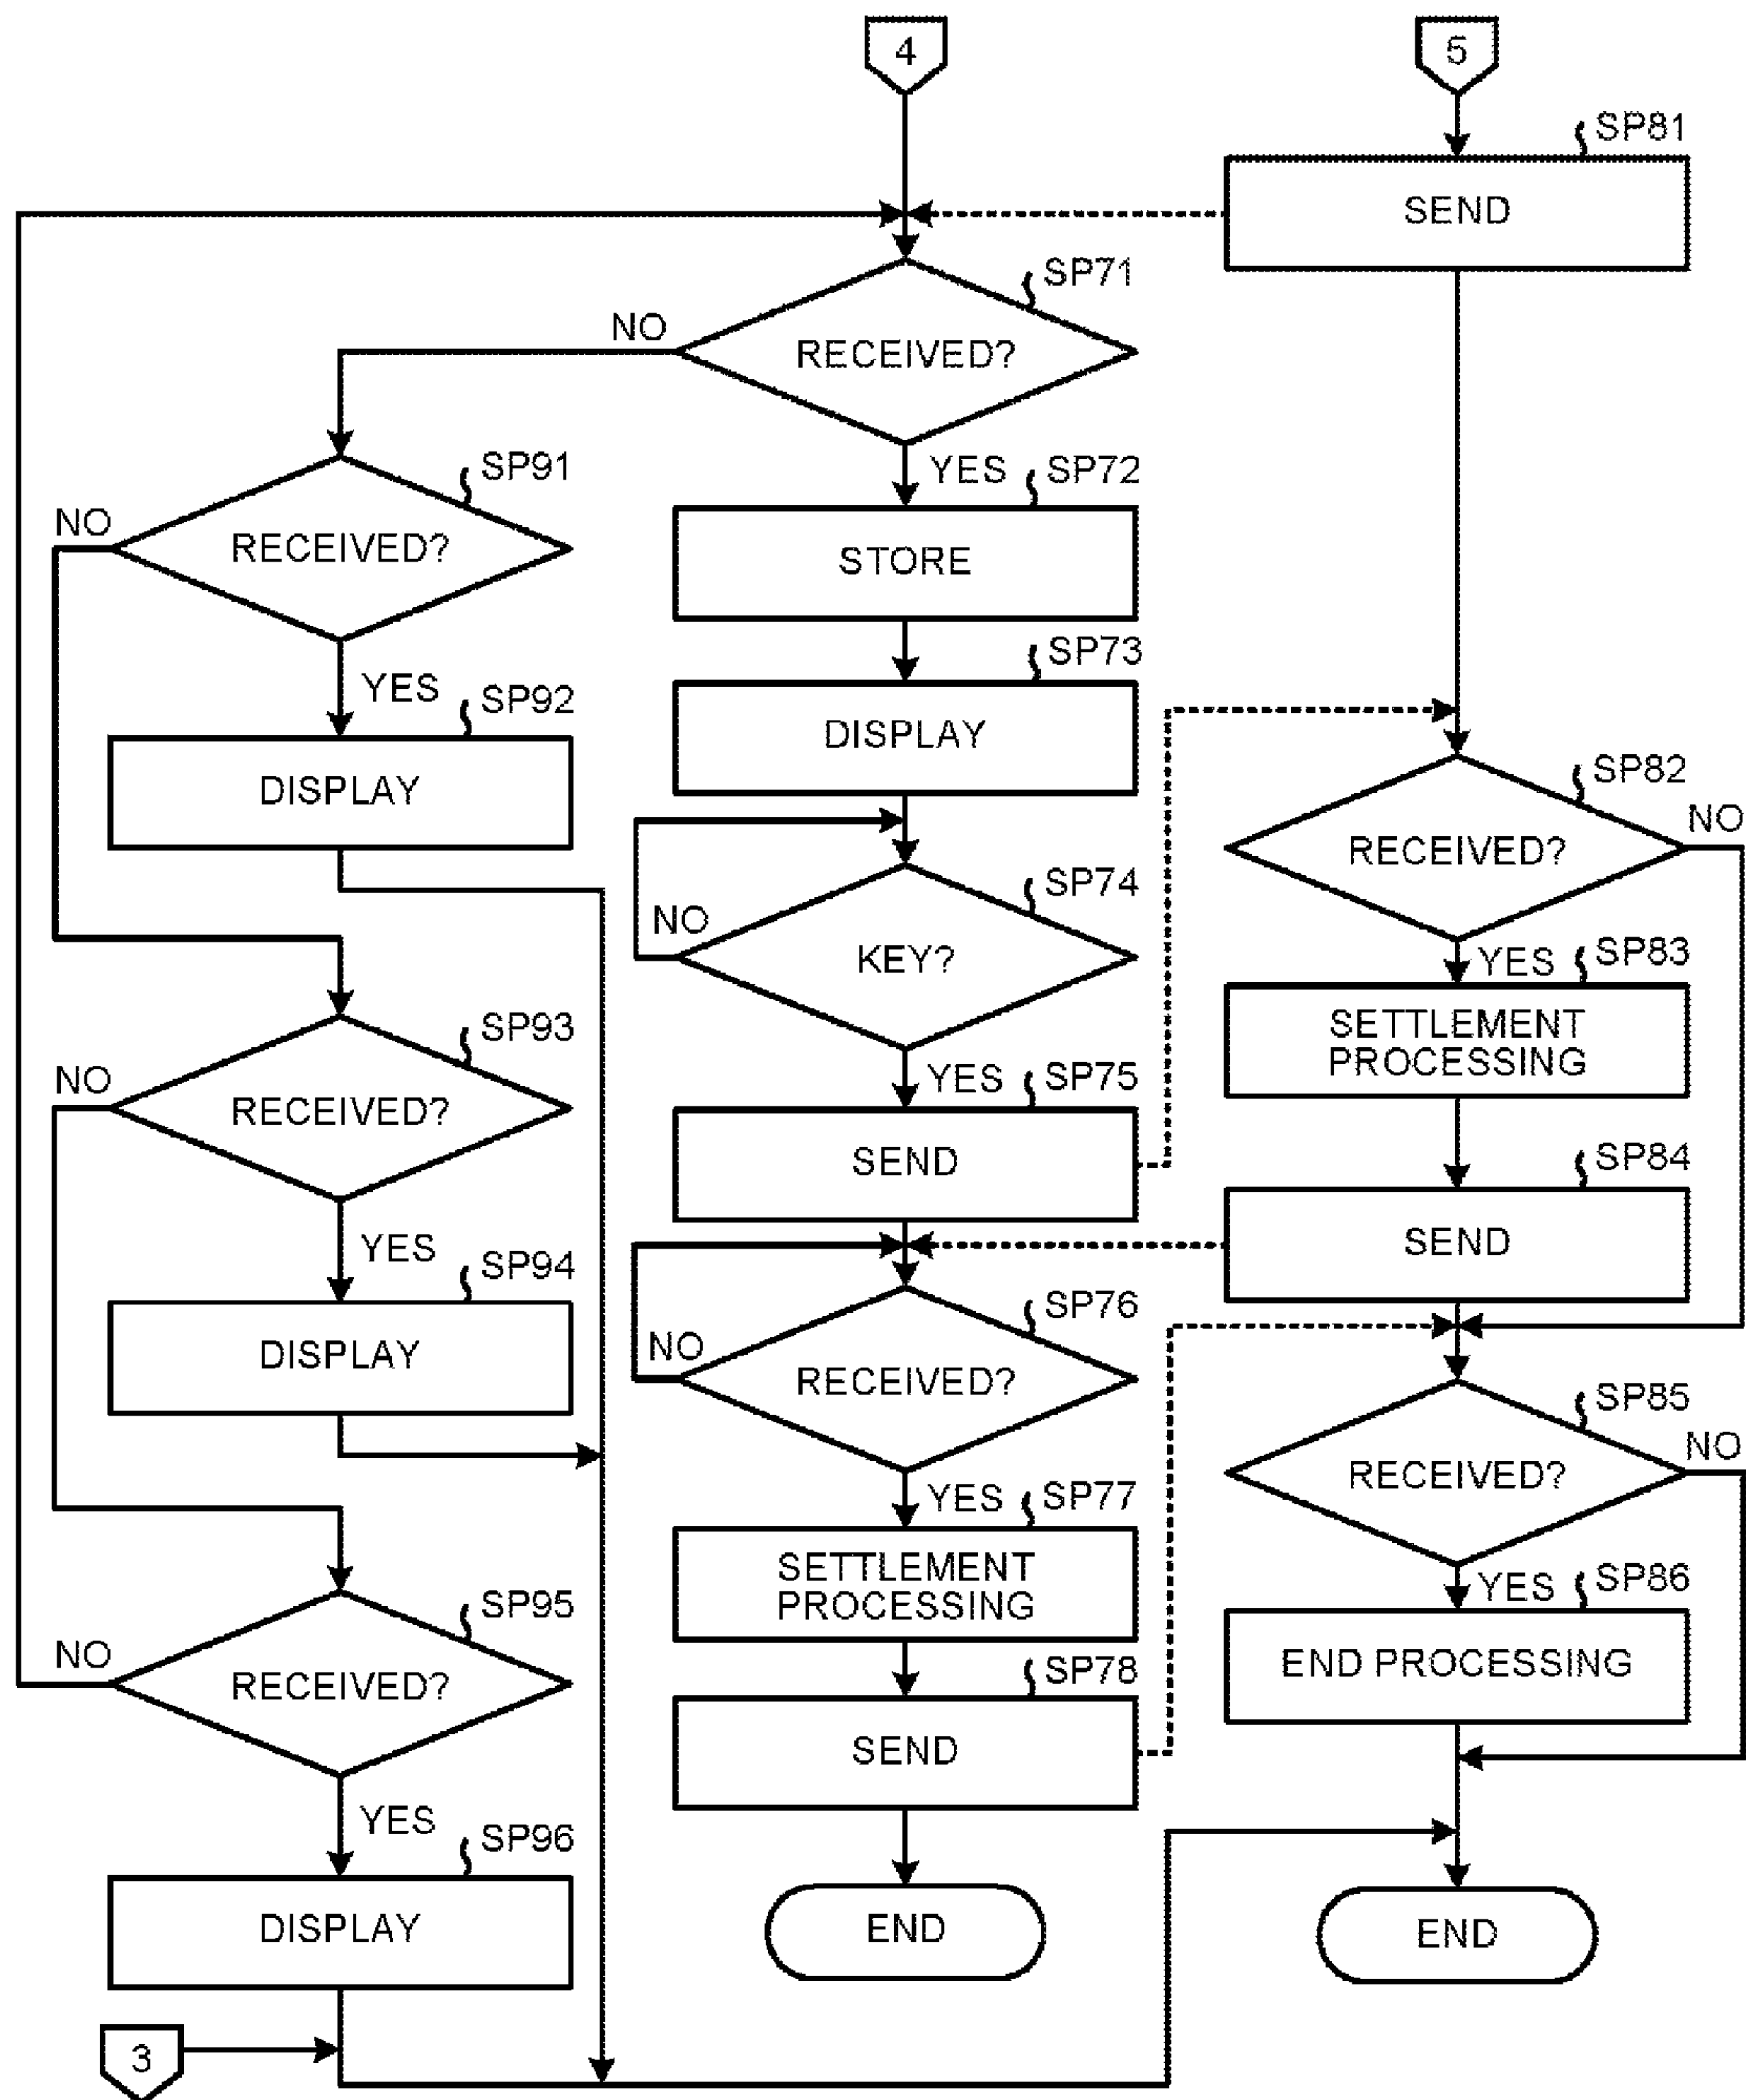 4
5
SP81
SEND
SP71
NO
RECEIVED?
SP91
YES
SP72
NO
RECEIVED?
STORE
SP73
YES
SP92
DISPLAY
DISPLAY
SP82
NO
RECEIVED?
SP74
NO
KEY?
YES
SP83
SP93
SETTLEMENT
PROCESSING
NO
RECEIVED?
YES
SP75
SEND
SP84
SEND
YES
SP94
DISPLAY
SP76
NO
RECEIVED?
SP85
NO
RECEIVED?
YES
SP77
SETTLEMENT
PROCESSING
YES
SP86
END PROCESSING
SP95
NO
RECEIVED?
SP78
SEND
YES
SP96
DISPLAY
END
END
3